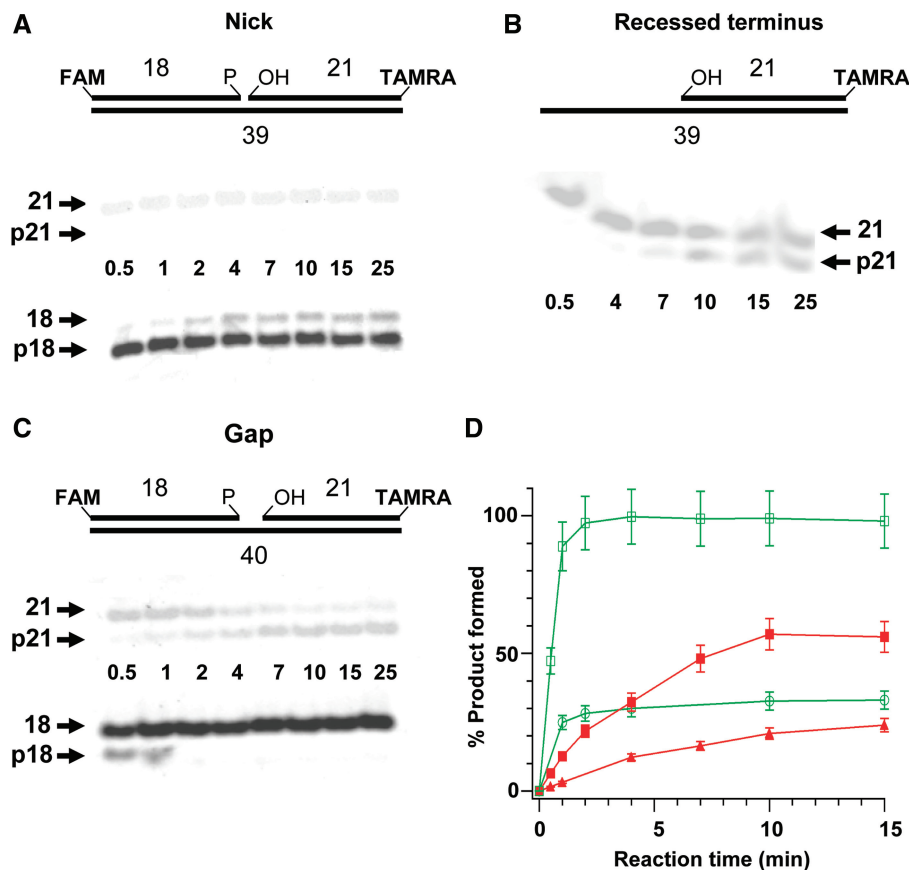 A
Nick
FAM 18 P OH 21 TAMRA
39
21
p21
0.5 1 2 4 7 10 15 25
18
p18
B
Recessed terminus
OH 21 TAMRA
39
21
p21
0.5 4 7 10 15 25
C
Gap
FAM 18 P OH 21 TAMRA
40
21
p21
0.5 1 2 4 7 10 15 25
18
p18
D
% Product formed
100
50
0
0 5 10 15
Reaction time (min)